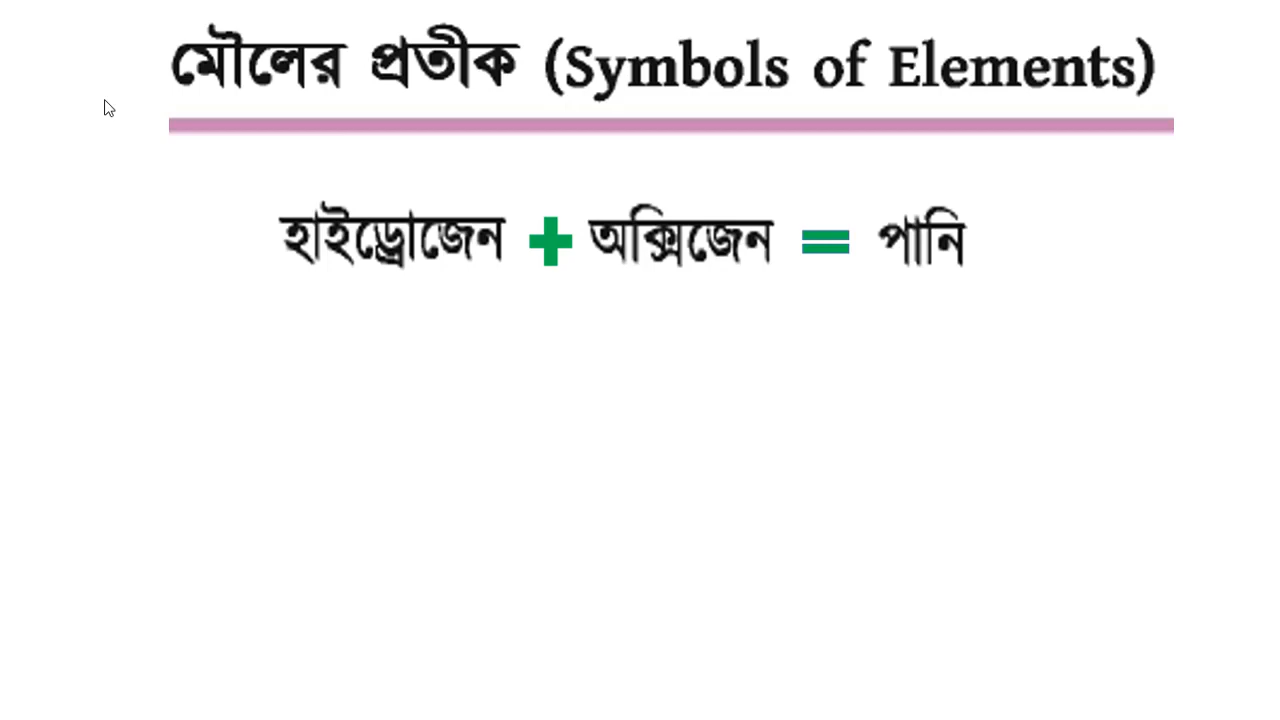 মৌলের প্রতীক (Symbols of Elements)
হাইড্রোজেন + অক্সিজেন = পানি